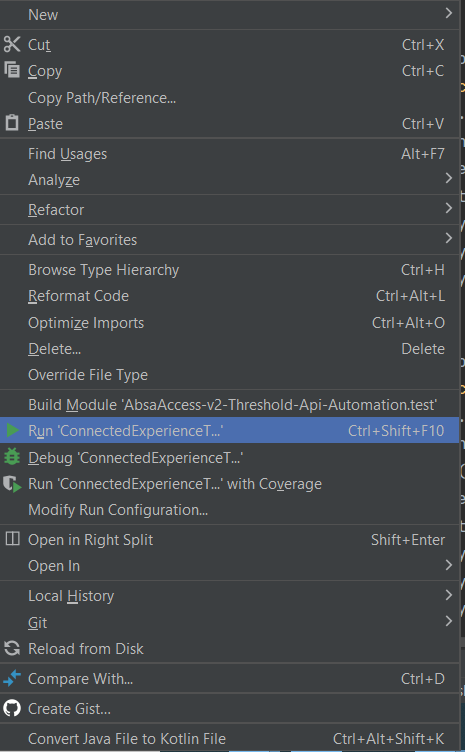 New
Cut Ctrl+X
Copy Ctrl+C
Copy Path/Reference...
Paste Ctrl+V
Find Usages Alt+F7
Analyze
Refactor
Add to Favorites
Browse Type Hierarchy Ctrl+H
Reformat Code Ctrl+Alt+L
Optimize Imports Ctrl+Alt+O
Delete... Delete
Override File Type
Build Module 'AbsaAccess-v2-Threshold-Api-Automation.test'
Run 'ConnectedExperienceT...' Ctrl+Shift+F10
Debug 'ConnectedExperienceT...'
Run 'ConnectedExperienceT...' with Coverage
Modify Run Configuration...
Open in Right Split Shift+Enter
Open In
Local History
Git
Reload from Disk
Compare With... Ctrl+D
Create Gist...
Convert Java File to Kotlin File Ctrl+Alt+Shift+K